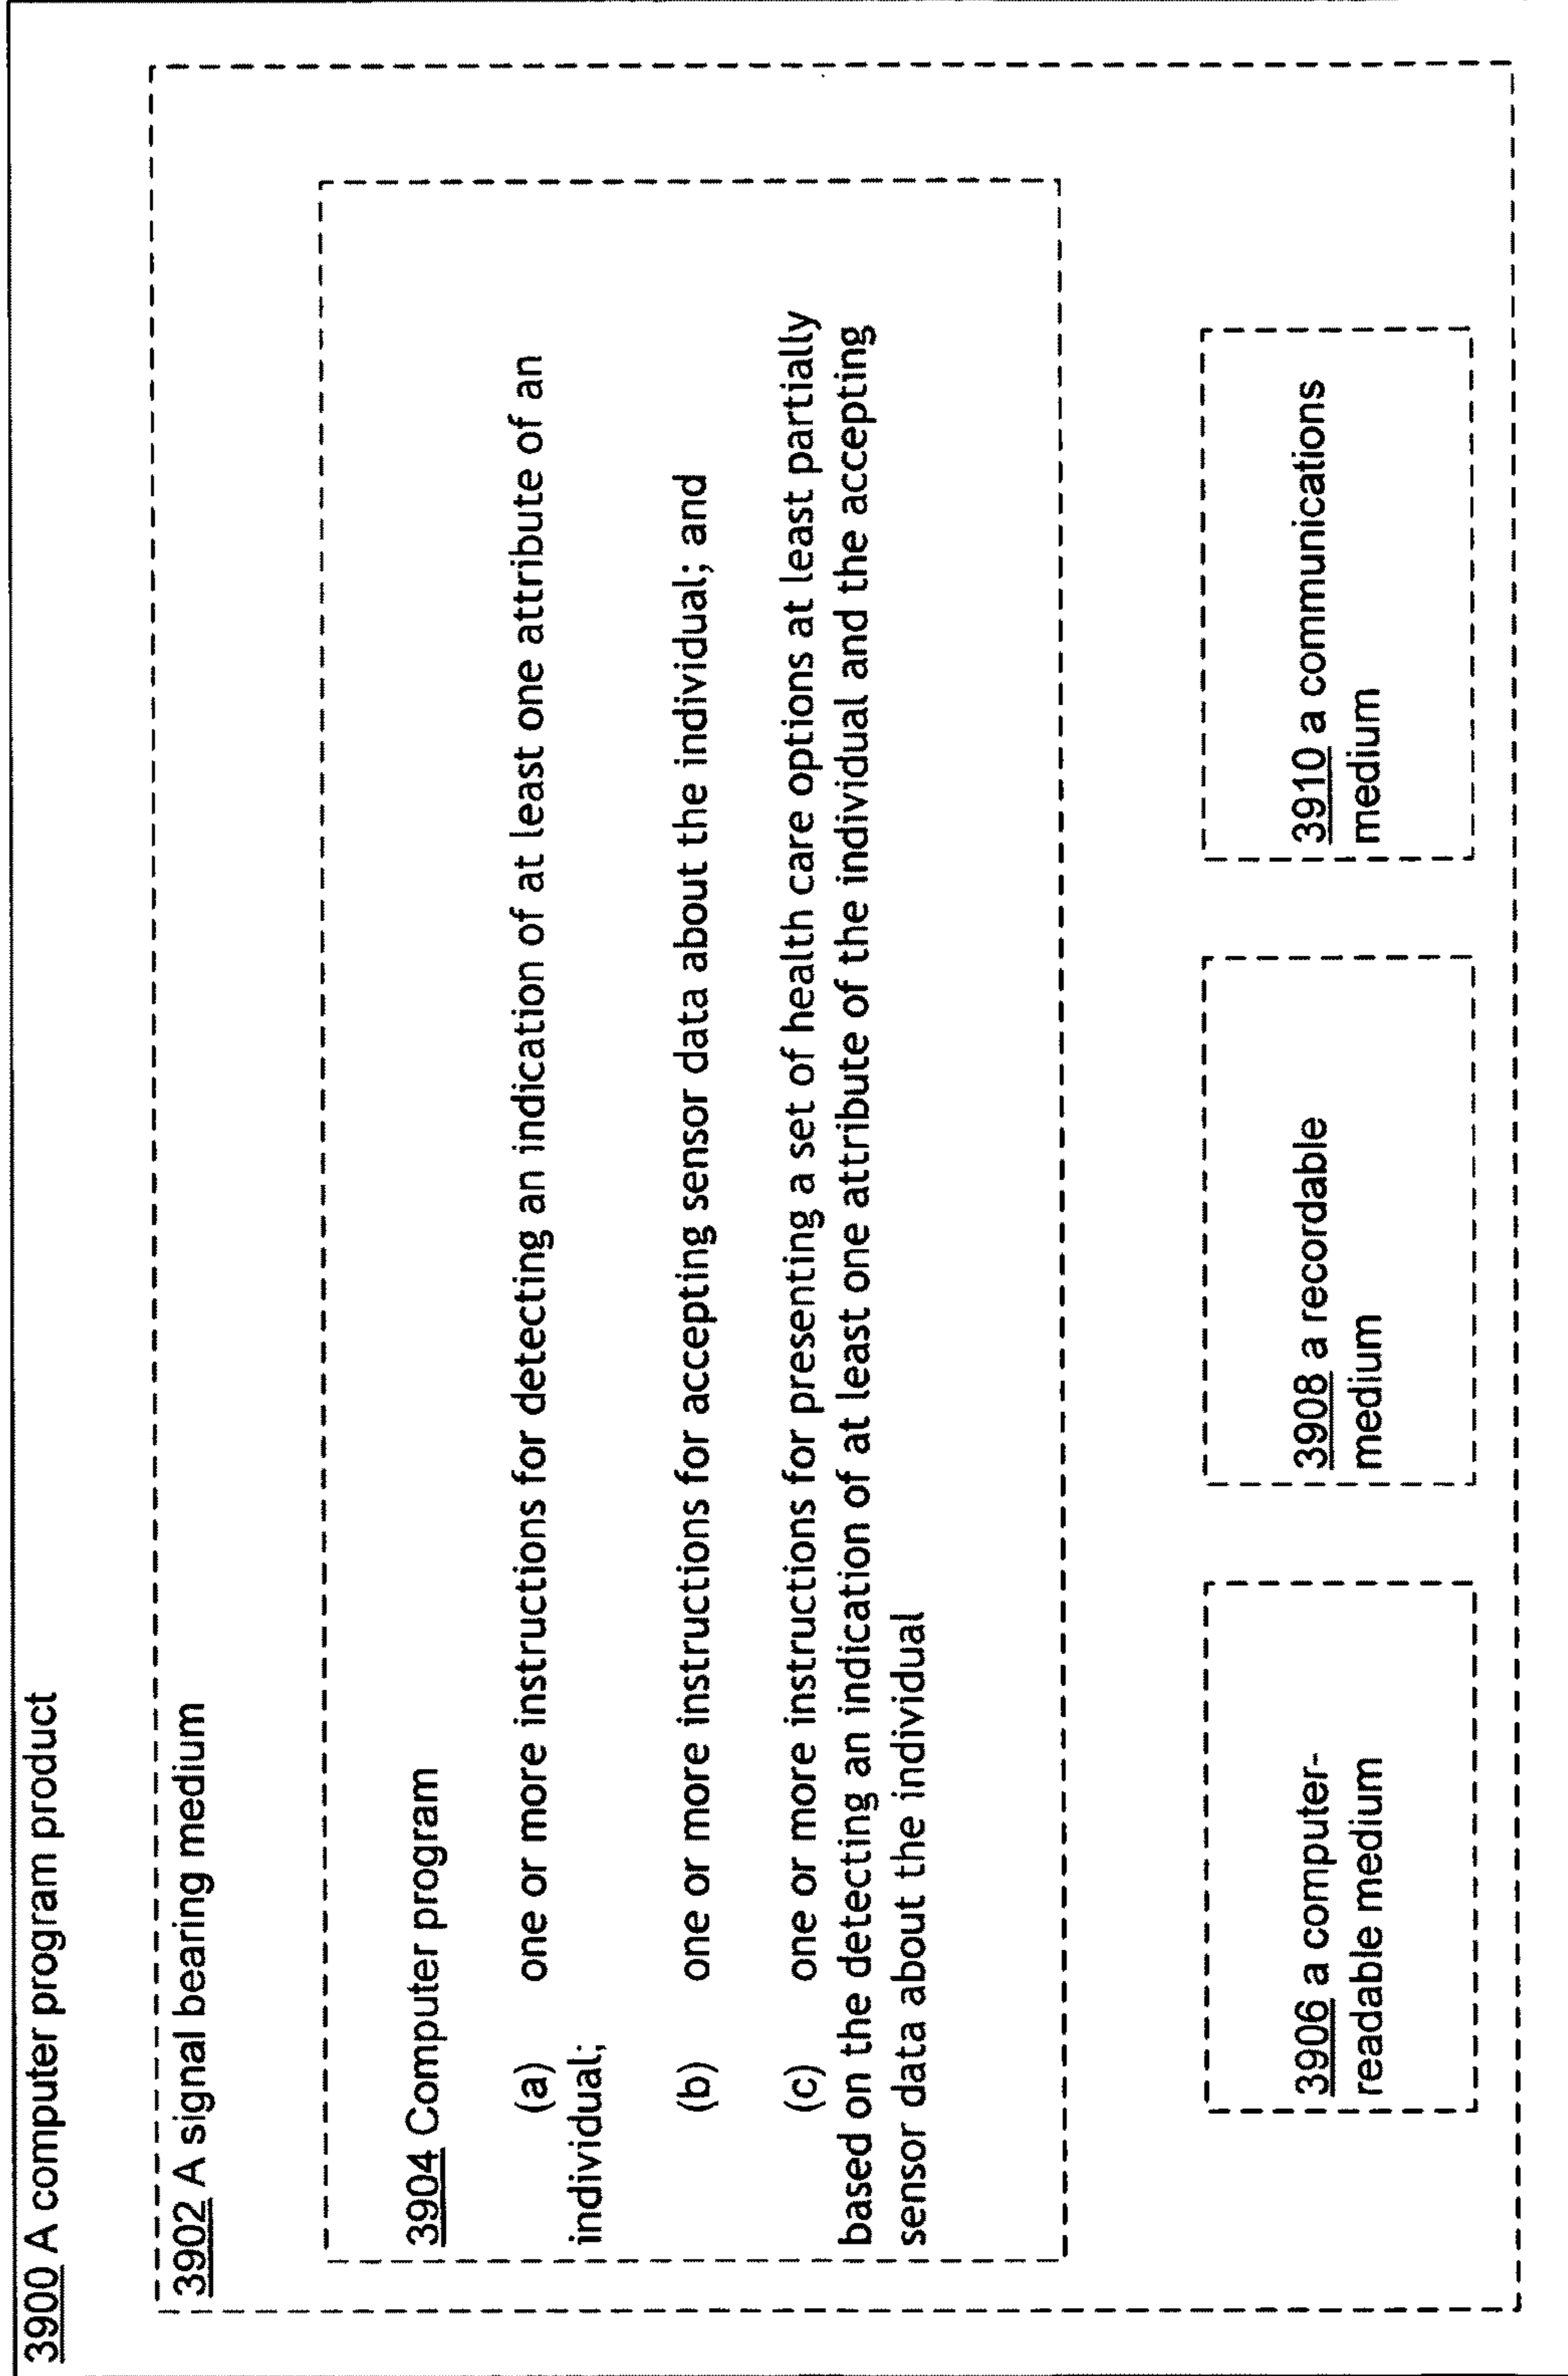 3900 A computer program product
3902 A signal bearing medium
3904 Computer program
(a) one or more instructions for detecting an indication of at least one attribute of an
individual;
(b) one or more instructions for accepting sensor data about the individual; and
(c) one or more instructions for presenting a set of health care options at least partially
based on the detecting an indication of at least one attribute of the individual and the accepting
sensor data about the individual
3906 a computer-
readable medium
3908 a recordable
medium
3910 a communications
medium